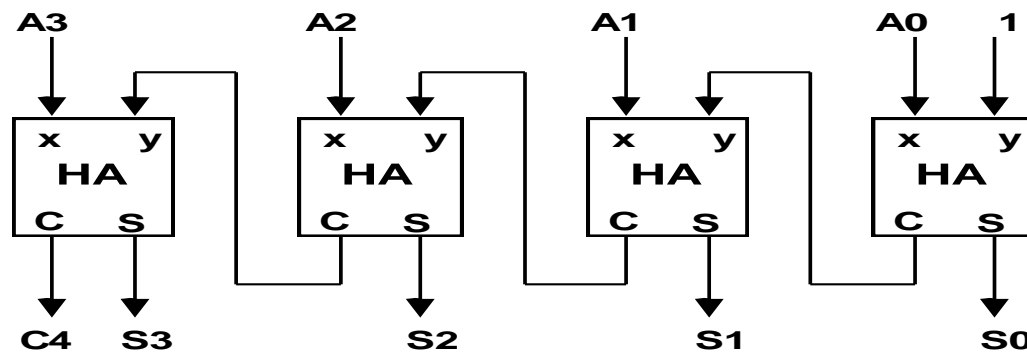 A3 A2 A1 A0 1
x y x y x y x y
HA HA HA HA
C S C S C S C S
C4 S3 S2 S1 S0